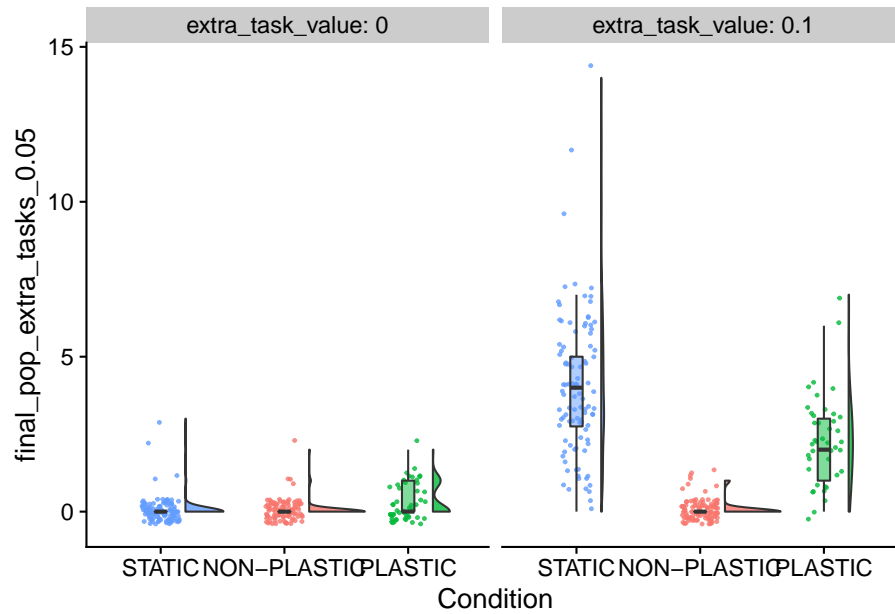 extra_task_value: 0
extra_task_value: 0.1
final_pop_extra_tasks_0.05
15
10
5
0
STATIC NON−PLASTIC PLASTIC
STATIC NON−PLASTIC PLASTIC
Condition